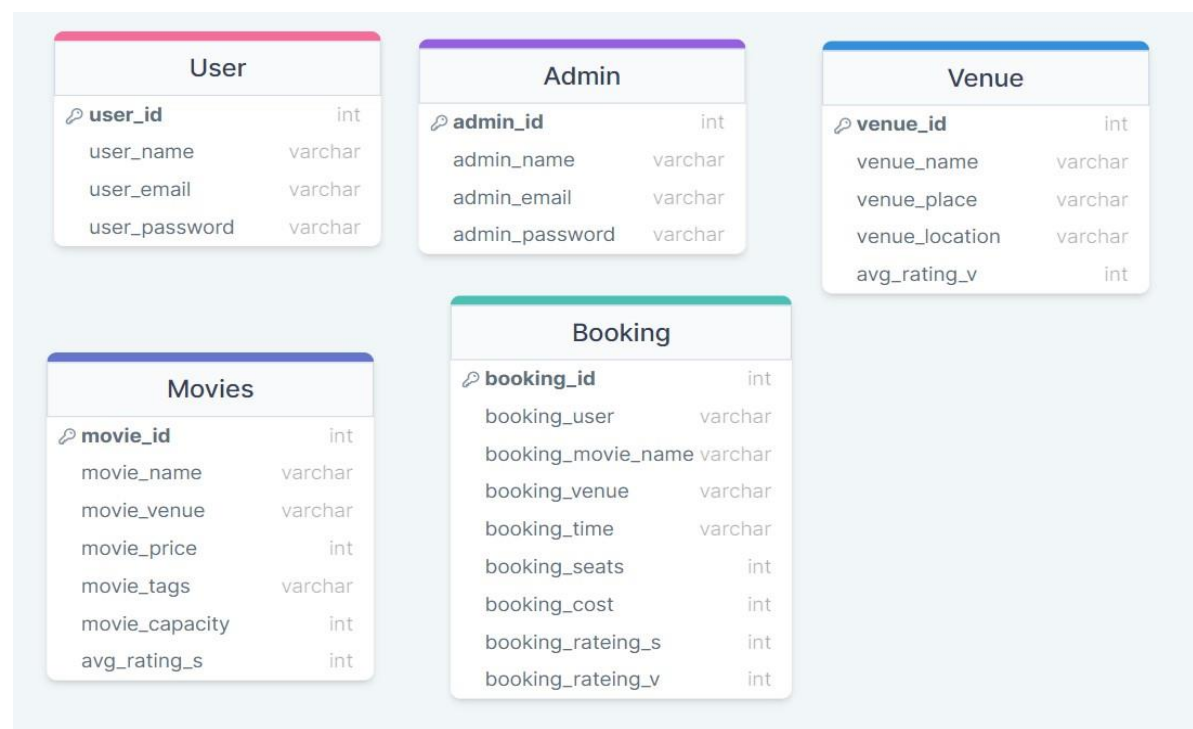 User
user_id int
user_name varchar
user_email varchar
user_password varchar
Admin
admin_id int
admin_name varchar
admin_email varchar
admin_password varchar
Venue
venue_id int
venue_name varchar
venue_place varchar
venue_location varchar
avg_rating_v int
Movies
movie_id int
movie_name varchar
movie_venue varchar
movie_price int
movie_tags varchar
movie_capacity int
avg_rating_s int
Booking
booking_id int
booking_user varchar
booking_movie_name varchar
booking_venue varchar
booking_time varchar
booking_seats int
booking_cost int
booking_rateing_s int
booking_rateing_v int